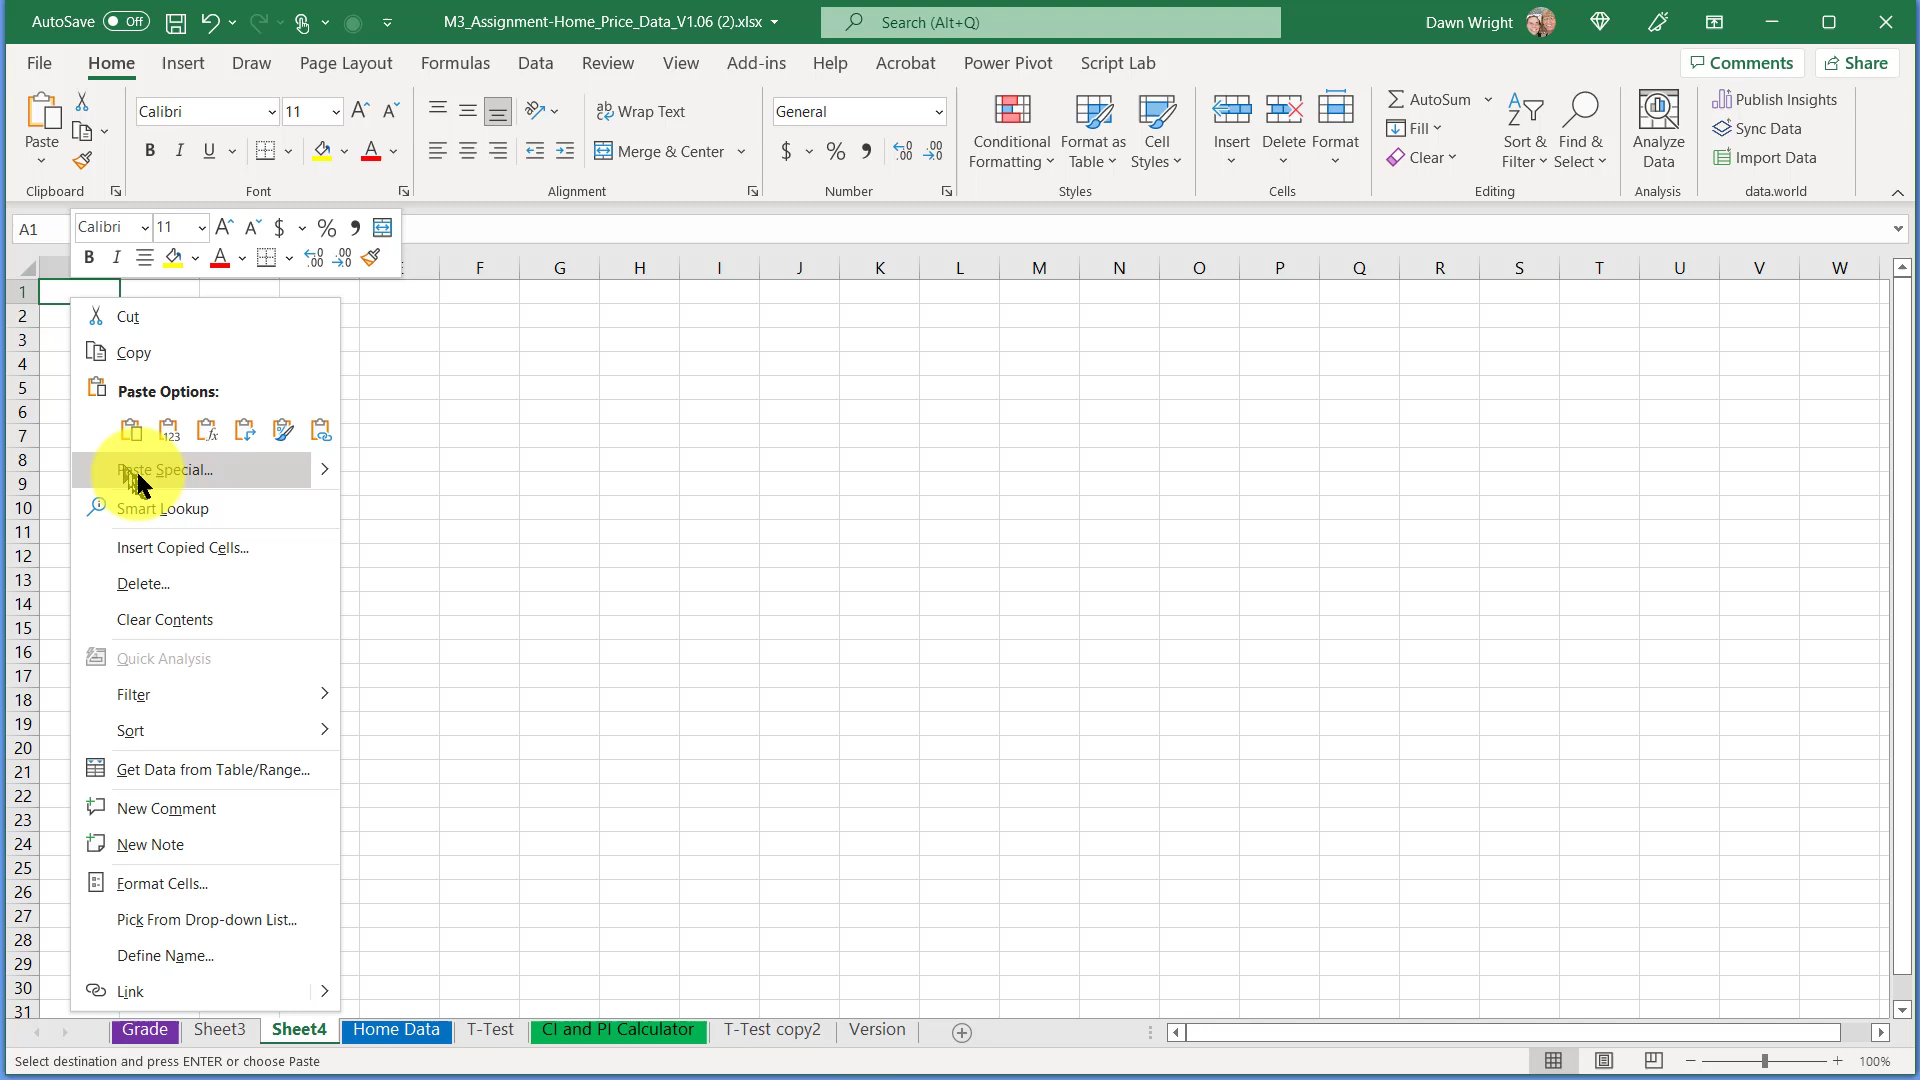 AutoSave Off M3_Assignment-Home_Price_Data_V1.06 (2).xlsx Search (Alt+Q) Dawn Wright
File Home Insert Draw Page Layout Formulas Data Review View Add-ins Help Acrobat Power Pivot Script Lab Comments Share
Paste
Clipboard
Calibri 11
B I U
Font
Wrap Text
Merge & Center
Alignment
General
$ % 9
Number
Conditional Formatting
Format as Table
Cell Styles
Styles
Insert Delete Format
Cells
AutoSum
Fill
Clear
Sort & Filter
Find & Select
Editing
Analyze Data
Analysis
Publish Insights
Sync Data
Import Data
data.world
A1
Calibri 11 A A $ % 9
B I A
F G H I J K L M N O P Q R S T U V W
1
2
3
4
5
6
7
8
9
10
11
12
13
14
15
16
17
18
19
20
21
22
23
24
25
26
27
28
29
30
31
Cut
Copy
Paste Options:
Paste Special...
Smart Lookup
Insert Copied Cells...
Delete...
Clear Contents
Quick Analysis
Filter
Sort
Get Data from Table/Range...
New Comment
New Note
Format Cells...
Pick From Drop-down List...
Define Name...
Link
Grade Sheet3 Sheet4 Home Data T-Test CI and PI Calculator T-Test copy2 Version
Select destination and press ENTER or choose Paste 100%